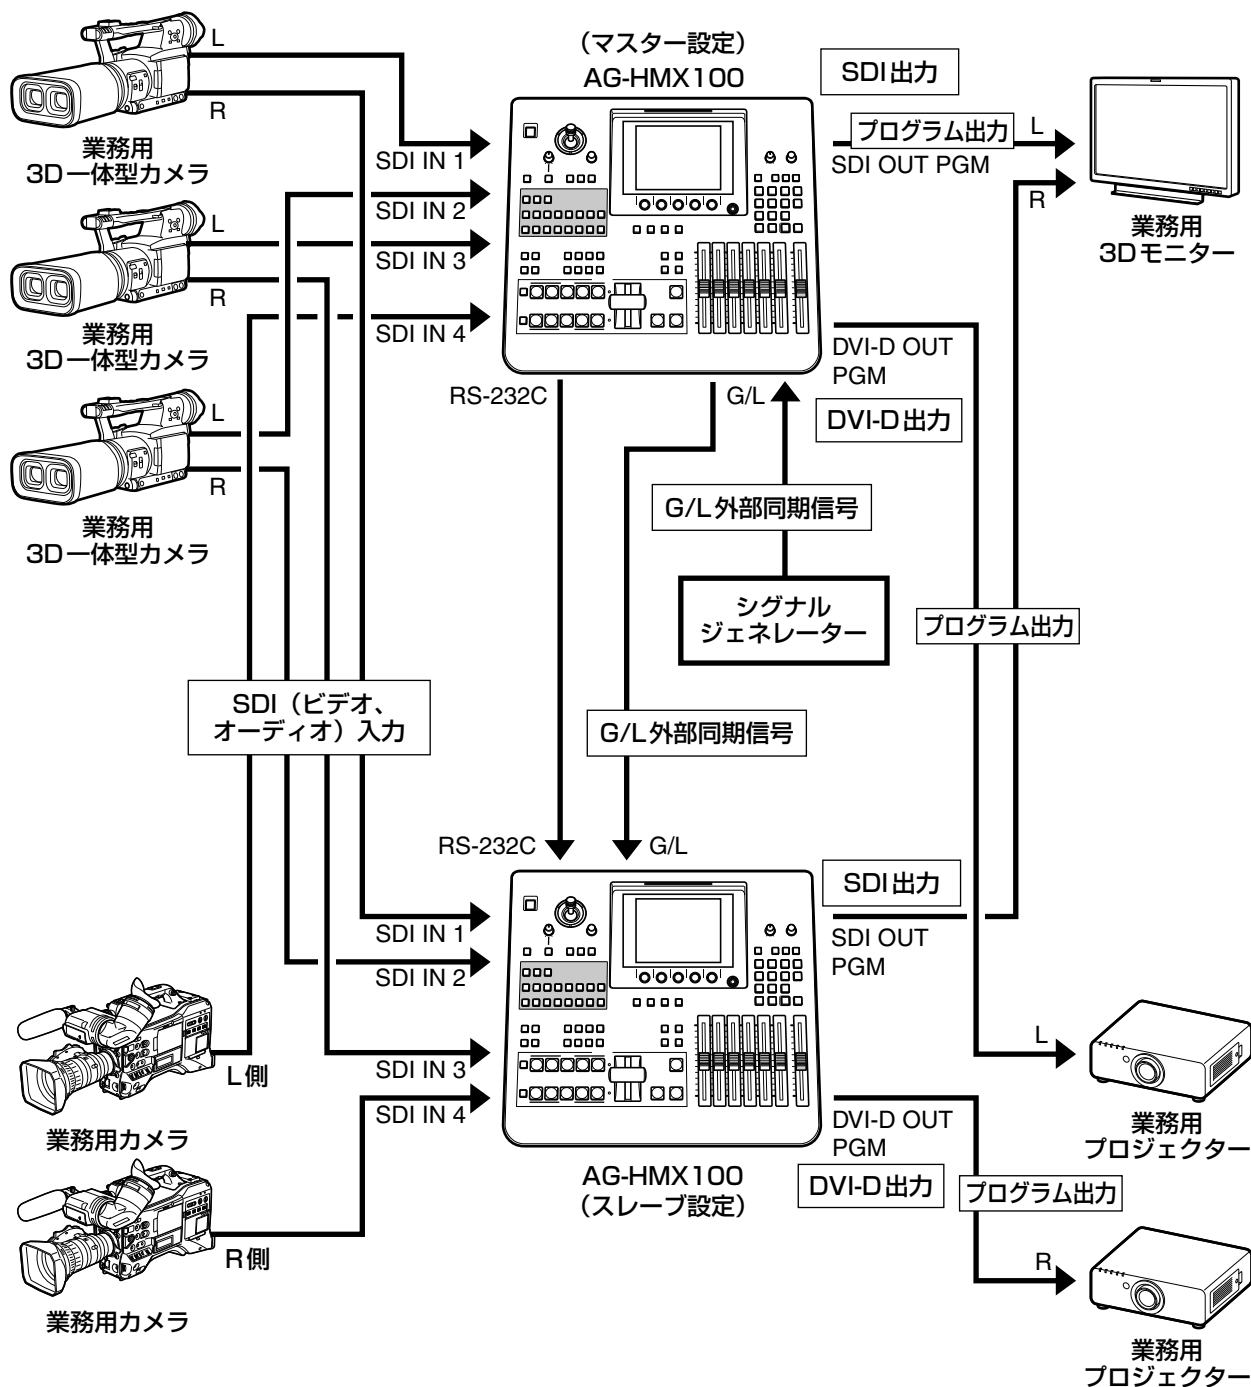 L
R
業務用
3D一体型カメラ
L
R
業務用
3D一体型カメラ
L
R
業務用
3D一体型カメラ
(マスター設定)
AG-HMX100
SDI IN 1
SDI IN 2
SDI IN 3
SDI IN 4
SDI出力
プログラム出力
L
SDI OUT PGM
R
業務用
3Dモニター
DVI-D OUT
PGM
DVI-D出力
RS-232C
G/L
G/L外部同期信号
シグナル
ジェネレーター
プログラム出力
SDI(ビデオ、
オーディオ)入力
G/L外部同期信号
RS-232C
G/L
SDI IN 1
SDI IN 2
SDI IN 3
SDI IN 4
SDI出力
SDI OUT
PGM
L側
業務用カメラ
R側
業務用カメラ
AG-HMX100
(スレーブ設定)
DVI-D OUT
PGM
DVI-D出力
プログラム出力
L
業務用
プロジェクター
R
業務用
プロジェクター